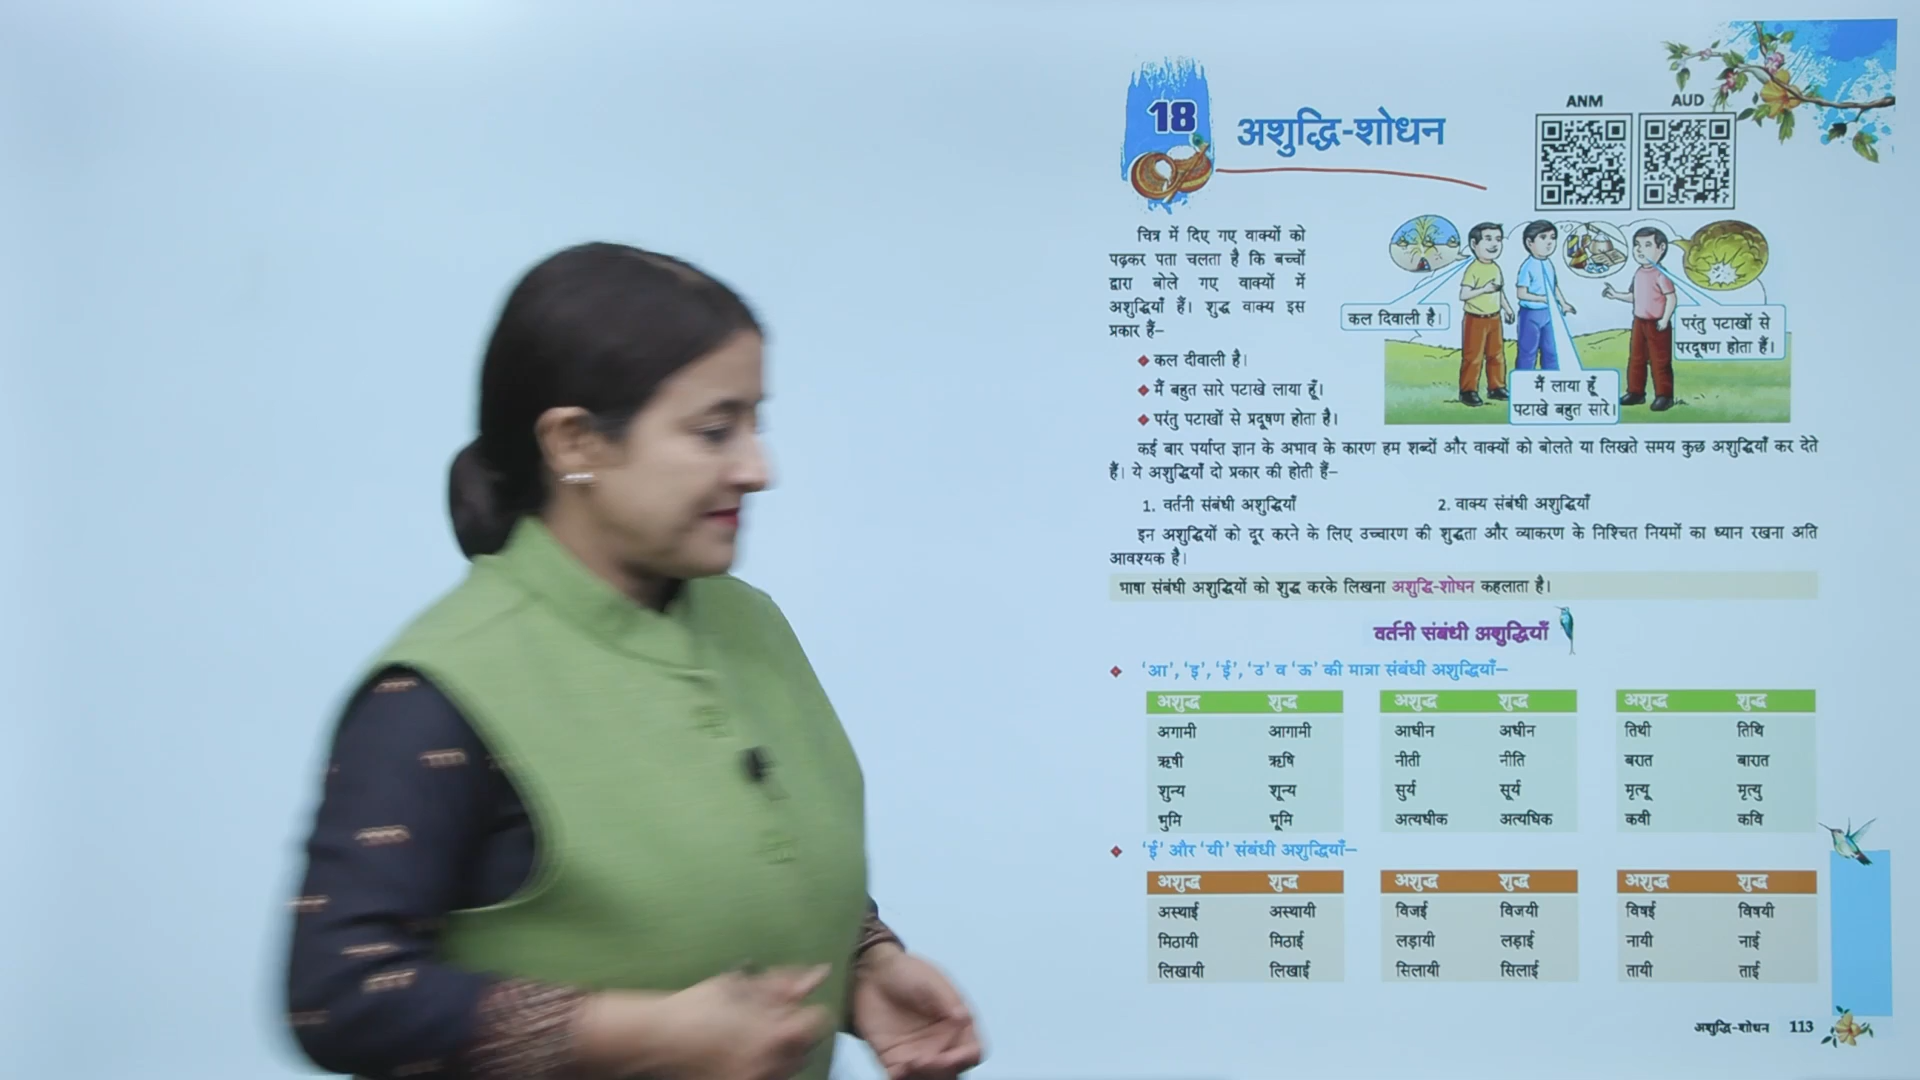 18
अशुद्धि-शोधन
ANM
AUD
चित्र में दिए गए वाक्यों को
पढ़कर पता चलता है कि बच्चों
द्वारा बोले गए वाक्यों में
अशुद्धियाँ हैं। शुद्ध वाक्य इस
प्रकार हैं–
कल दिवाली है।
मैं लाया हूँ
पटाखे बहुत सारे।
परंतु पटाखों से
परदूषण होता हैं।
❖ कल दीवाली है।
❖ मैं बहुत सारे पटाखे लाया हूँ।
❖ परंतु पटाखों से प्रदूषण होता है।
कई बार पर्याप्त ज्ञान के अभाव के कारण हम शब्दों और वाक्यों को बोलते या लिखते समय कुछ अशुद्धियाँ कर देते
हैं। ये अशुद्धियाँ दो प्रकार की होती हैं–
1. वर्तनी संबंधी अशुद्धियाँ 2. वाक्य संबंधी अशुद्धियाँ
इन अशुद्धियों को दूर करने के लिए उच्चारण की शुद्धता और व्याकरण के निश्चित नियमों का ध्यान रखना अति
आवश्यक है।
भाषा संबंधी अशुद्धियों को शुद्ध करके लिखना अशुद्धि-शोधन कहलाता है।
वर्तनी संबंधी अशुद्धियाँ
❖ 'आ', 'इ', 'ई', 'उ' व 'ऊ' की मात्रा संबंधी अशुद्धियाँ–
अशुद्ध शुद्ध अशुद्ध शुद्ध अशुद्ध शुद्ध
अगामी आगामी आधीन अधीन तिथी तिथि
ऋषी ऋषि नीती नीति बरात बारात
शुन्य शून्य सुर्य सूर्य मृत्यू मृत्यु
भुमि भूमि अत्यधीक अत्यधिक कवी कवि
❖ 'ई' और 'यी' संबंधी अशुद्धियाँ–
अशुद्ध शुद्ध अशुद्ध शुद्ध अशुद्ध शुद्ध
अस्थाई अस्थायी विजई विजयी विषई विषयी
मिठायी मिठाई लड़ायी लड़ाई नायी नाई
लिखायी लिखाई सिलायी सिलाई तायी ताई
अशुद्धि-शोधन 113